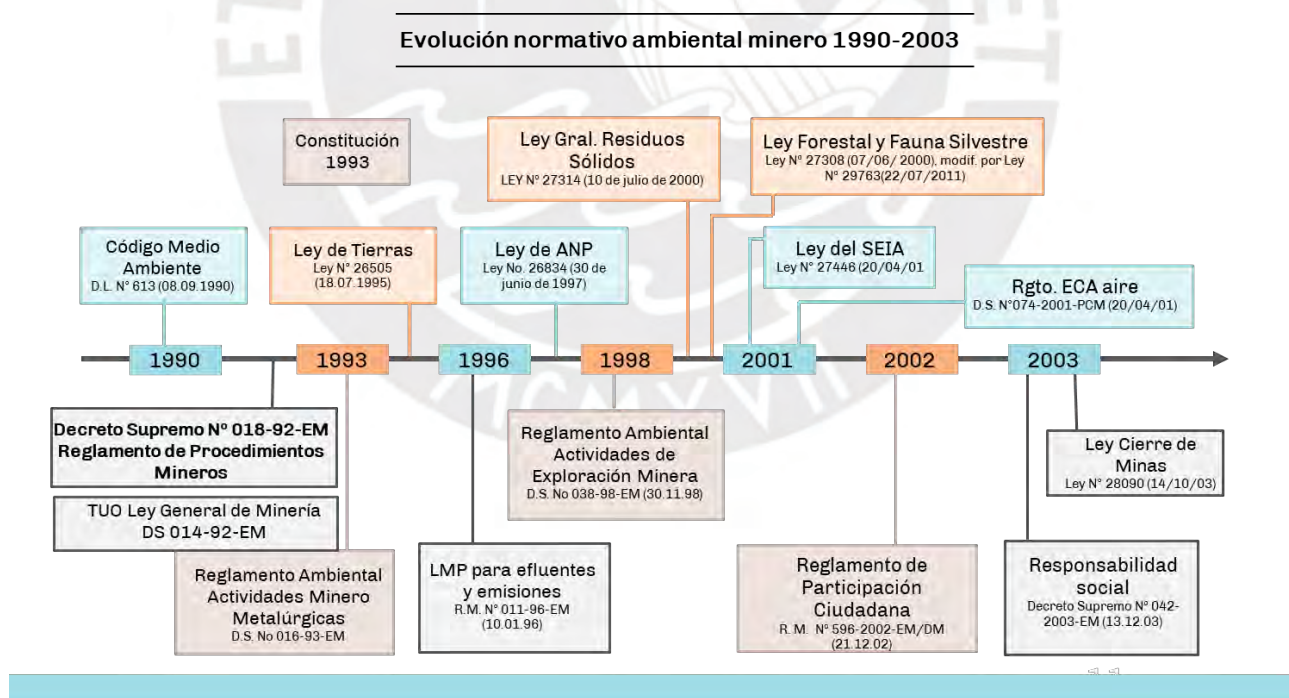 Evolución normativo ambiental minero 1990-2003
Constitución
1993
Ley Gral. Residuos
Sólidos
LEY Nº 27314 (10 de julio de 2000)
Ley Forestal y Fauna Silvestre
Ley Nº 27308 (07/06/ 2000), modif. por Ley
Nº 29763(22/07/2011)
Código Medio
Ambiente
D.L. N° 613 (08.09.1990)
Ley de Tierras
Ley N° 26505
(18.07.1995)
Ley de ANP
Ley No. 26834 (30 de
junio de 1997)
Ley del SEIA
Ley N° 27446 (20/04/01
Rgto. ECA aire
D.S. N°074-2001-PCM (20/04/01)
1990
1993
1996
1998
2001
2002
2003
Decreto Supremo Nº 018-92-EM
Reglamento de Procedimientos
Mineros
TUO Ley General de Minería
DS 014-92-EM
Reglamento Ambiental
Actividades Minero
Metalúrgicas
D.S. No 016-93-EM
LMP para efluentes
y emisiones
R.M. N° 011-96-EM
(10.01.96)
Reglamento Ambiental
Actividades de
Exploración Minera
D.S. No 038-98-EM (30.11.98)
Reglamento de
Participación
Ciudadana
R. M. Nº 596-2002-EM/DM
(21.12.02)
Ley Cierre de
Minas
Ley N° 28090 (14/10/03)
Responsabilidad
social
Decreto Supremo Nº 042-
2003-EM (13.12.03)
MCMXVII